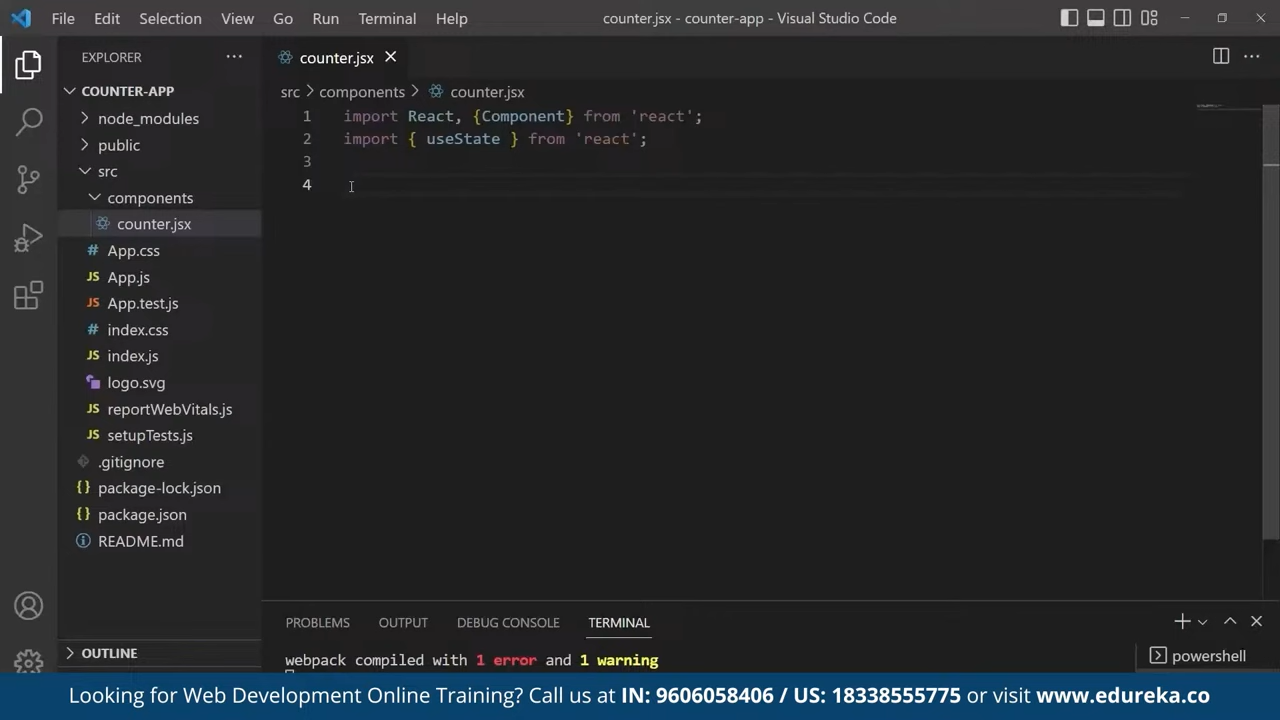 File Edit Selection View Go Run Terminal Help counter.jsx - counter-app - Visual Studio Code
EXPLORER
COUNTER-APP
node_modules
public
src
components
counter.jsx
App.css
App.js
App.test.js
index.css
index.js
logo.svg
reportWebVitals.js
setupTests.js
.gitignore
package-lock.json
package.json
README.md
OUTLINE
counter.jsx
src > components > counter.jsx
1 import React, {Component} from 'react';
2 import { useState } from 'react';
3
4
PROBLEMS OUTPUT DEBUG CONSOLE TERMINAL
webpack compiled with 1 error and 1 warning
powershell
Looking for Web Development Online Training? Call us at IN: 9606058406 / US: 18338555775 or visit www.edureka.co